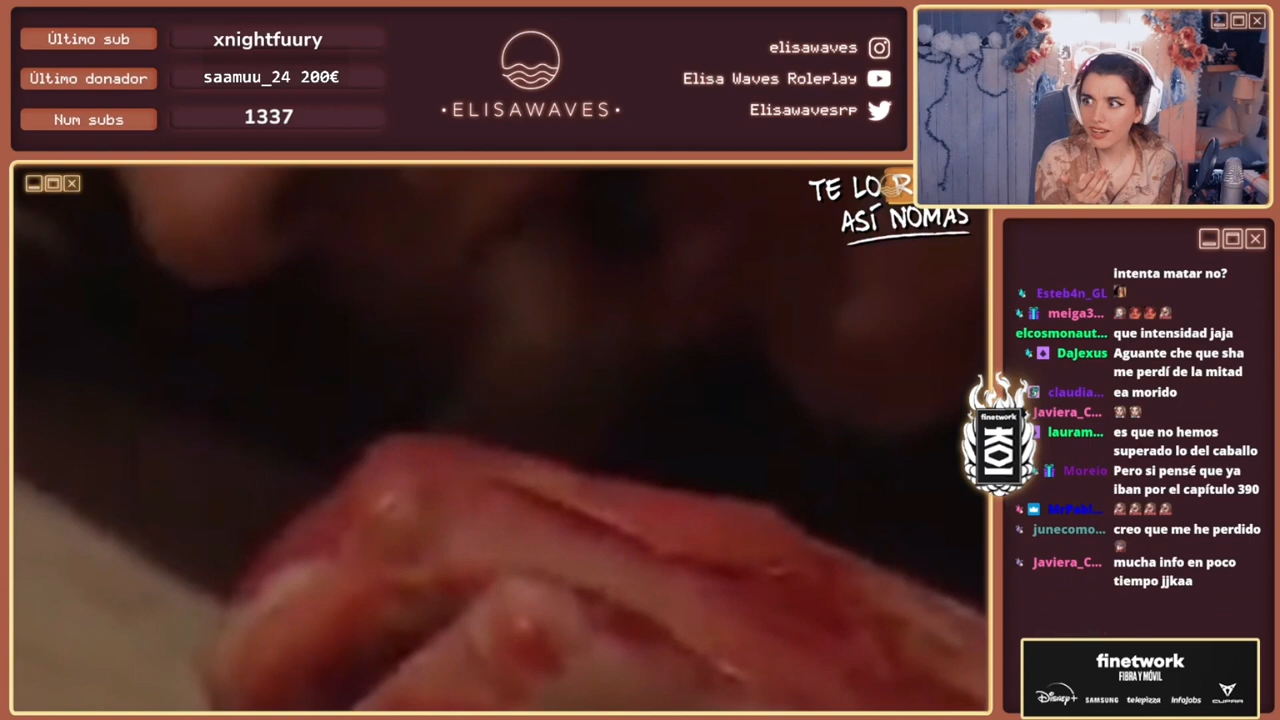 Último sub
xnightfuury
Último donador
saamuu_24 200€
Num subs
1337
·ELISAWAVES·
elisawaves
Elisa Waves Roleplay
Elisawavesrp
TE LO R
ASÍ NOMÁS
intenta matar no?
Esteb4n_GL
meiga3...
elcosmonaut... que intensidad jaja
DaJexus Aguante che que sha
me perdí de la mitad
claudia... ea morido
Javiera_C...
lauram... es que no hemos
superado lo del caballo
Moreio Pero si pensé que ya
iban por el capítulo 390
MrPabl...
junecomo... creo que me he perdido
Javiera_C... mucha info en poco
tiempo jjkaa
finetwork
KOI
finetwork
FIBRA Y MÓVIL
Disney+ SAMSUNG telepizza InfoJobs CUPRA